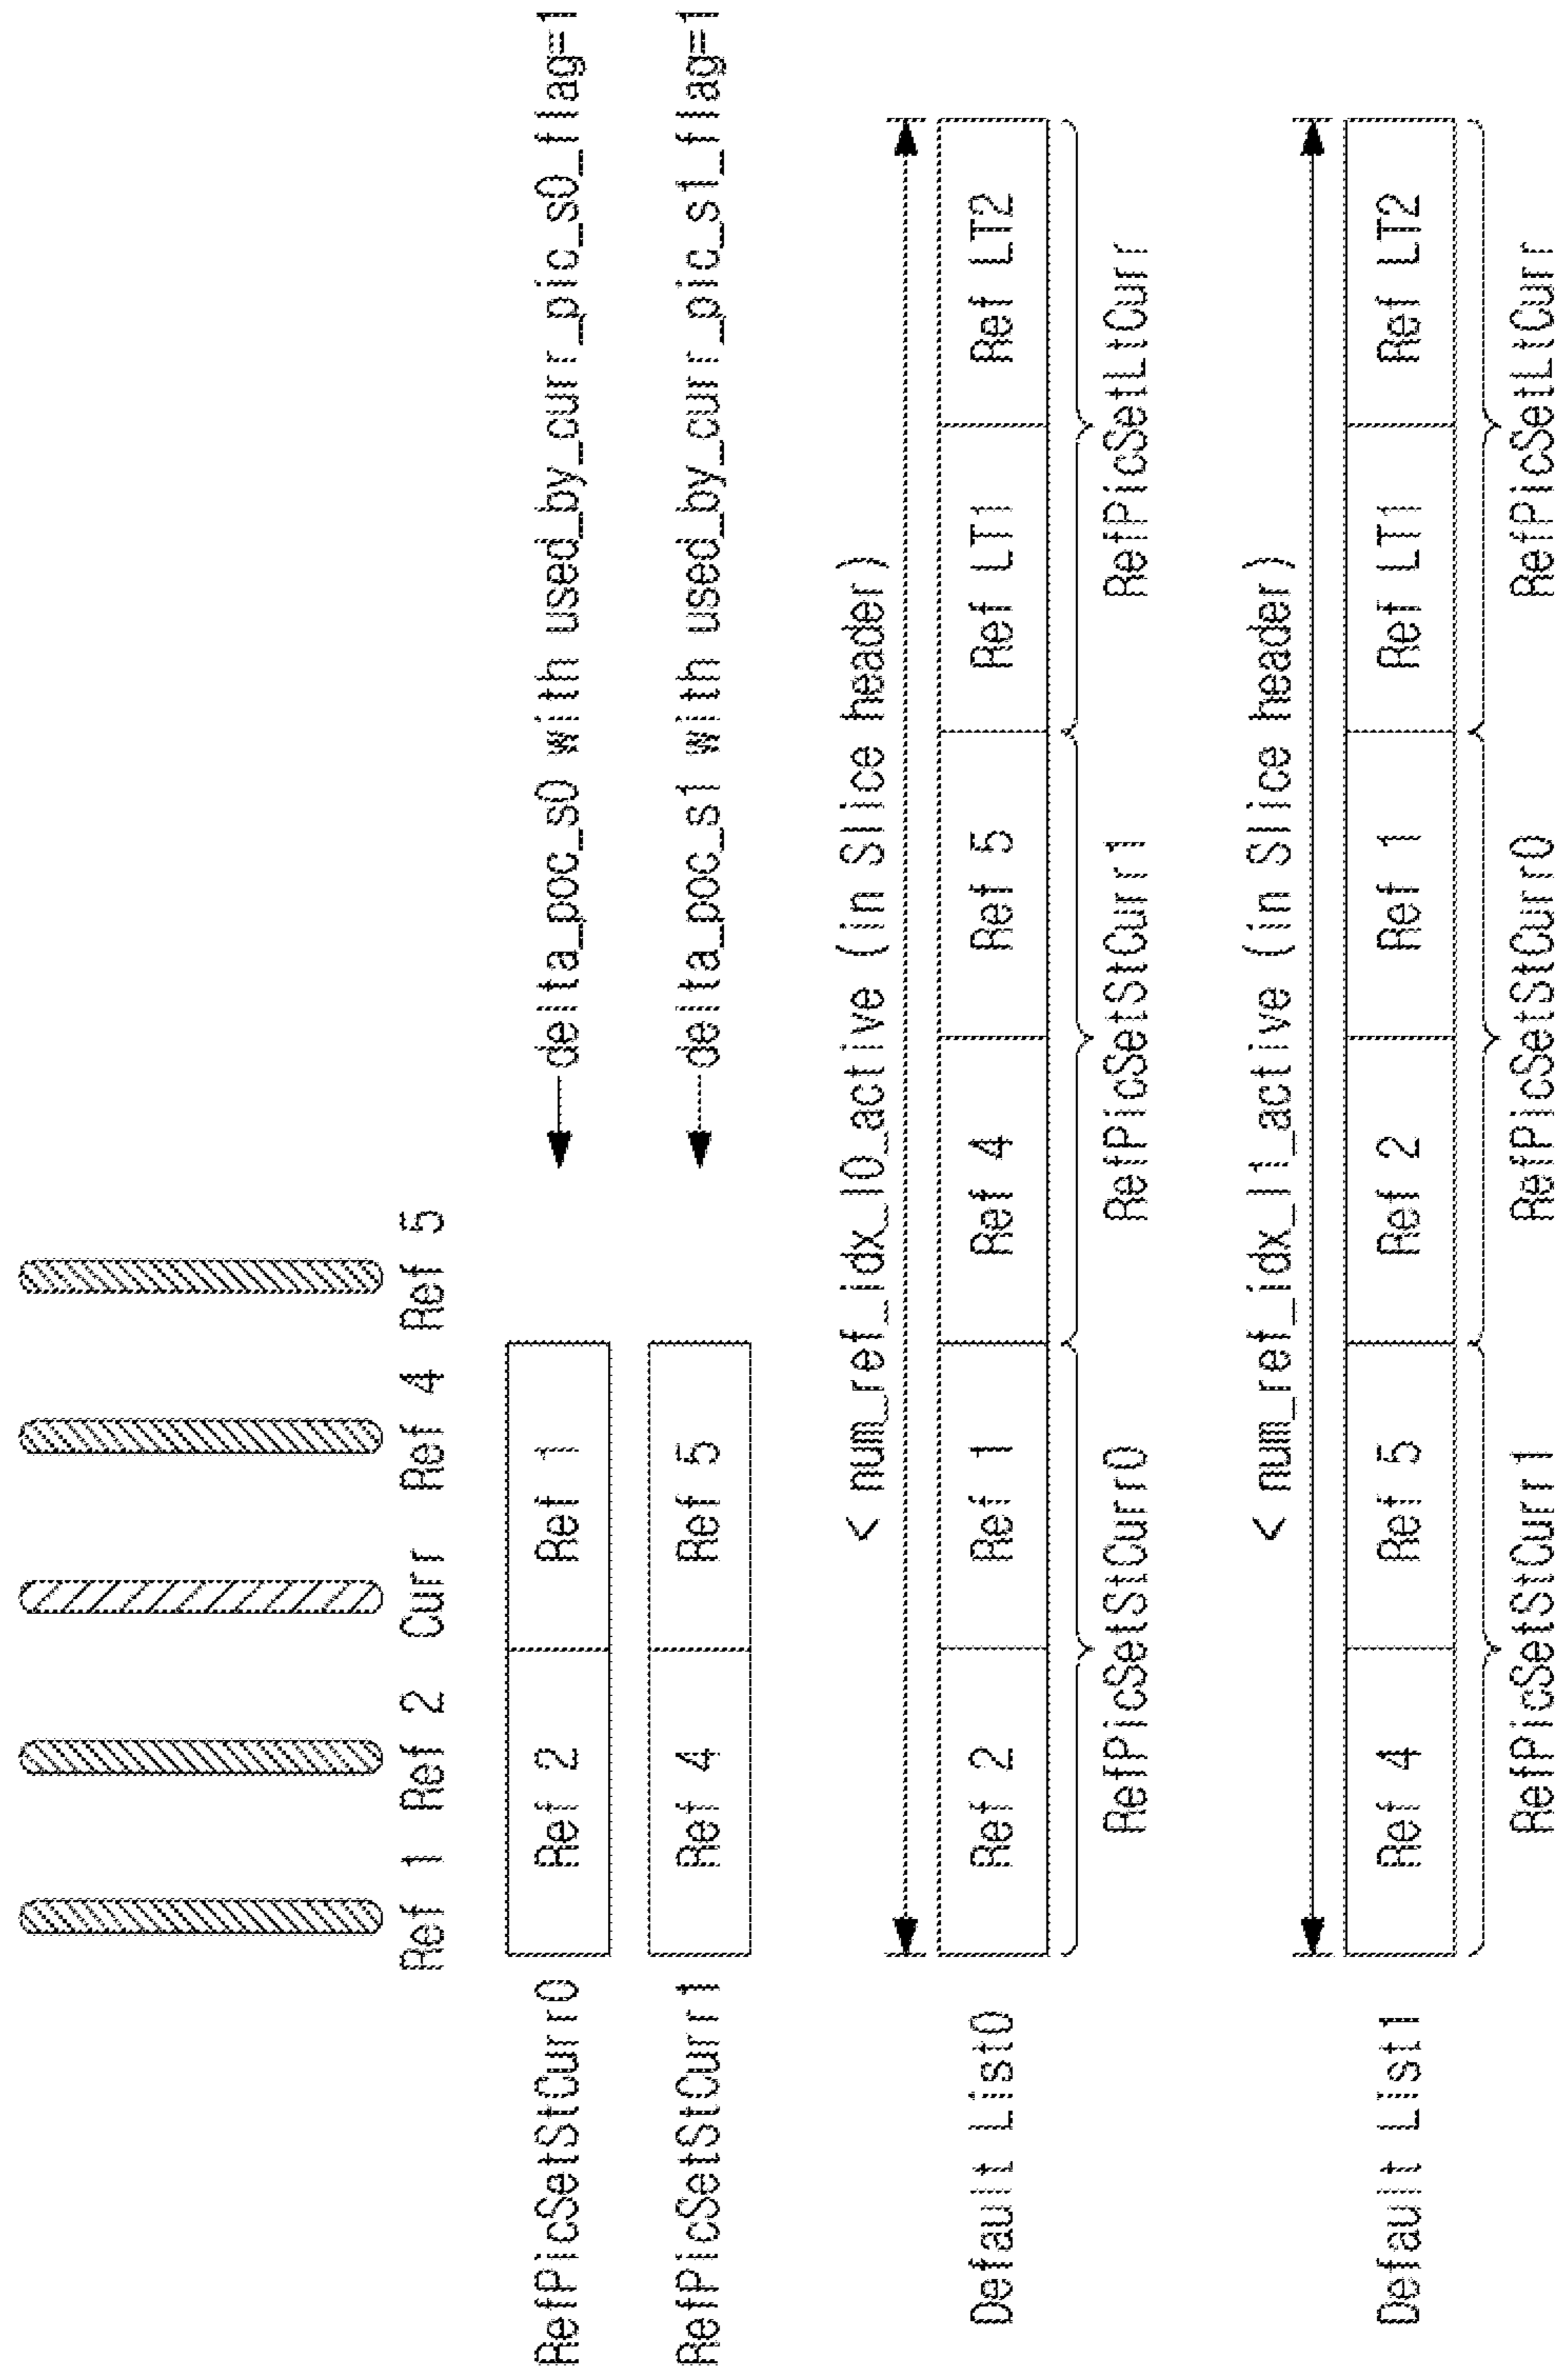 Ref 1 Ref 2 Curr Ref 4 Ref 5
RefPicSetStCurr0 Ref 2 Ref 1 delta_poc_s0 with used_by_curr_pic_s0_flag=1
RefPicSetStCurr1 Ref 4 Ref 5 delta_poc_s1 with used_by_curr_pic_s1_flag=1
< num_ref_idx_l0_active (in Slice header)
Default List0 Ref 2 Ref 1 Ref 4 Ref 5 Ref LT1 Ref LT2
RefPicSetStCurr0 RefPicSetStCurr1 RefPicSetLtCurr
< num_ref_idx_l1_active (in Slice header)
Default List1 Ref 4 Ref 5 Ref 2 Ref 1 Ref LT1 Ref LT2
RefPicSetStCurr1 RefPicSetStCurr0 RefPicSetLtCurr